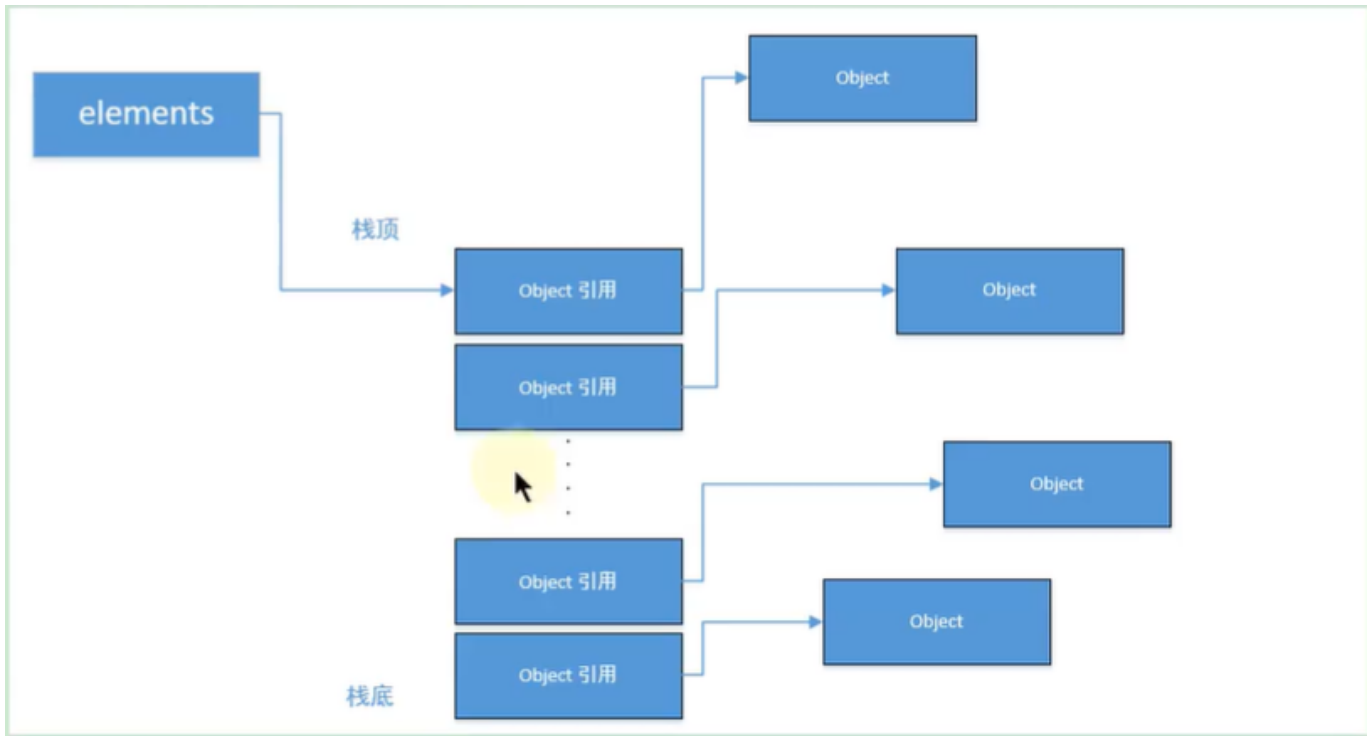 Object
elements
栈顶
Object 引用
Object
Object 引用
Object
Object 引用
Object
Object 引用
栈底